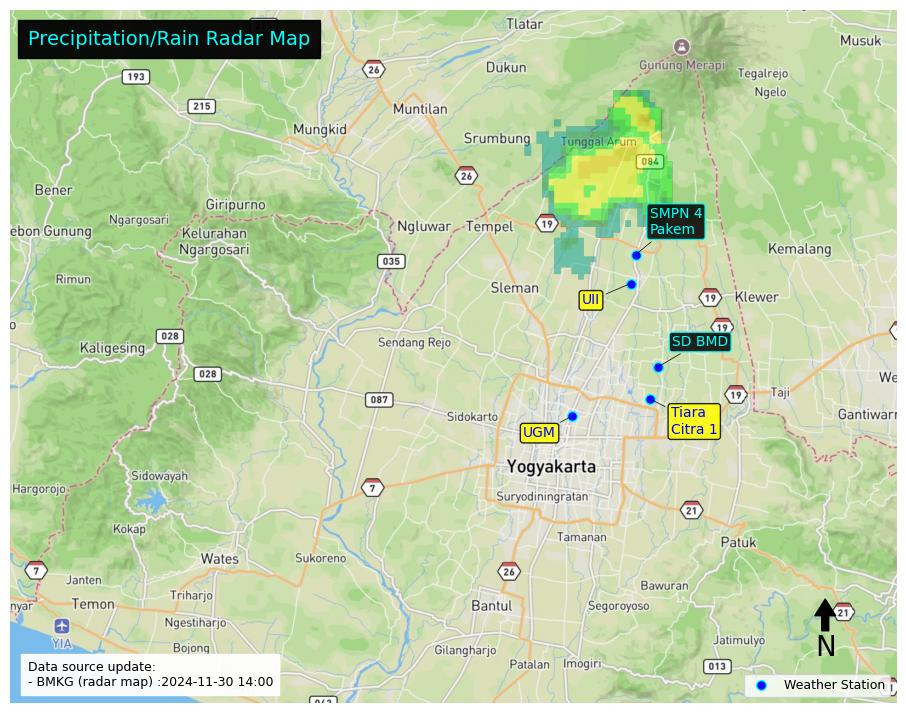 Precipitation/Rain Radar Map
Tlatar
Musuk
26
Dukun
Gunung Merapi
Tegalrejo
193
Ngelo
215
Muntilan
Mungkid
Srumbung
Tunggal Arum
084
26
Bener
Giripurno
SMPN 4
Pakem
Ngargosari
ebon Gunung
Kelurahan
Ngargosari
Ngluwar
Tempel
19
Kemalang
035
Rimun
Sleman
UII
19
Klewer
19
028
Kaligesing
Sendang Rejo
SD BMD
028
We
087
19
Taji
Sidokarto
Tiara
Citra 1
Gantiwarn
UGM
Yogyakarta
Sidowayah
Hargorojo
7
Suryodiningratan
21
Kokap
Tamanan
Patuk
Wates
Sukoreno
7
26
Janten
Bawuran
nyar
Temon
Triharjo
Bantul
Segoroyoso
21
Ngestiharjo
YIA
N
Bojong
Gilangharjo
Jatimulyo
Patalan
Imogiri
013
Data source update:
- BMKG (radar map) :2024-11-30 14:00
Weather Station